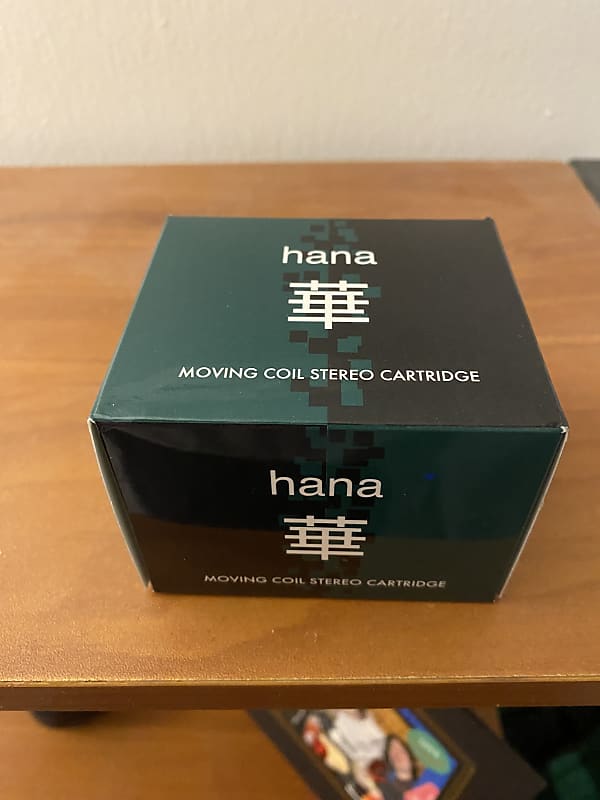 hana
華
MOVING COIL STEREO CARTRIDGE
hana
華
MOVING COIL STEREO CARTRIDGE